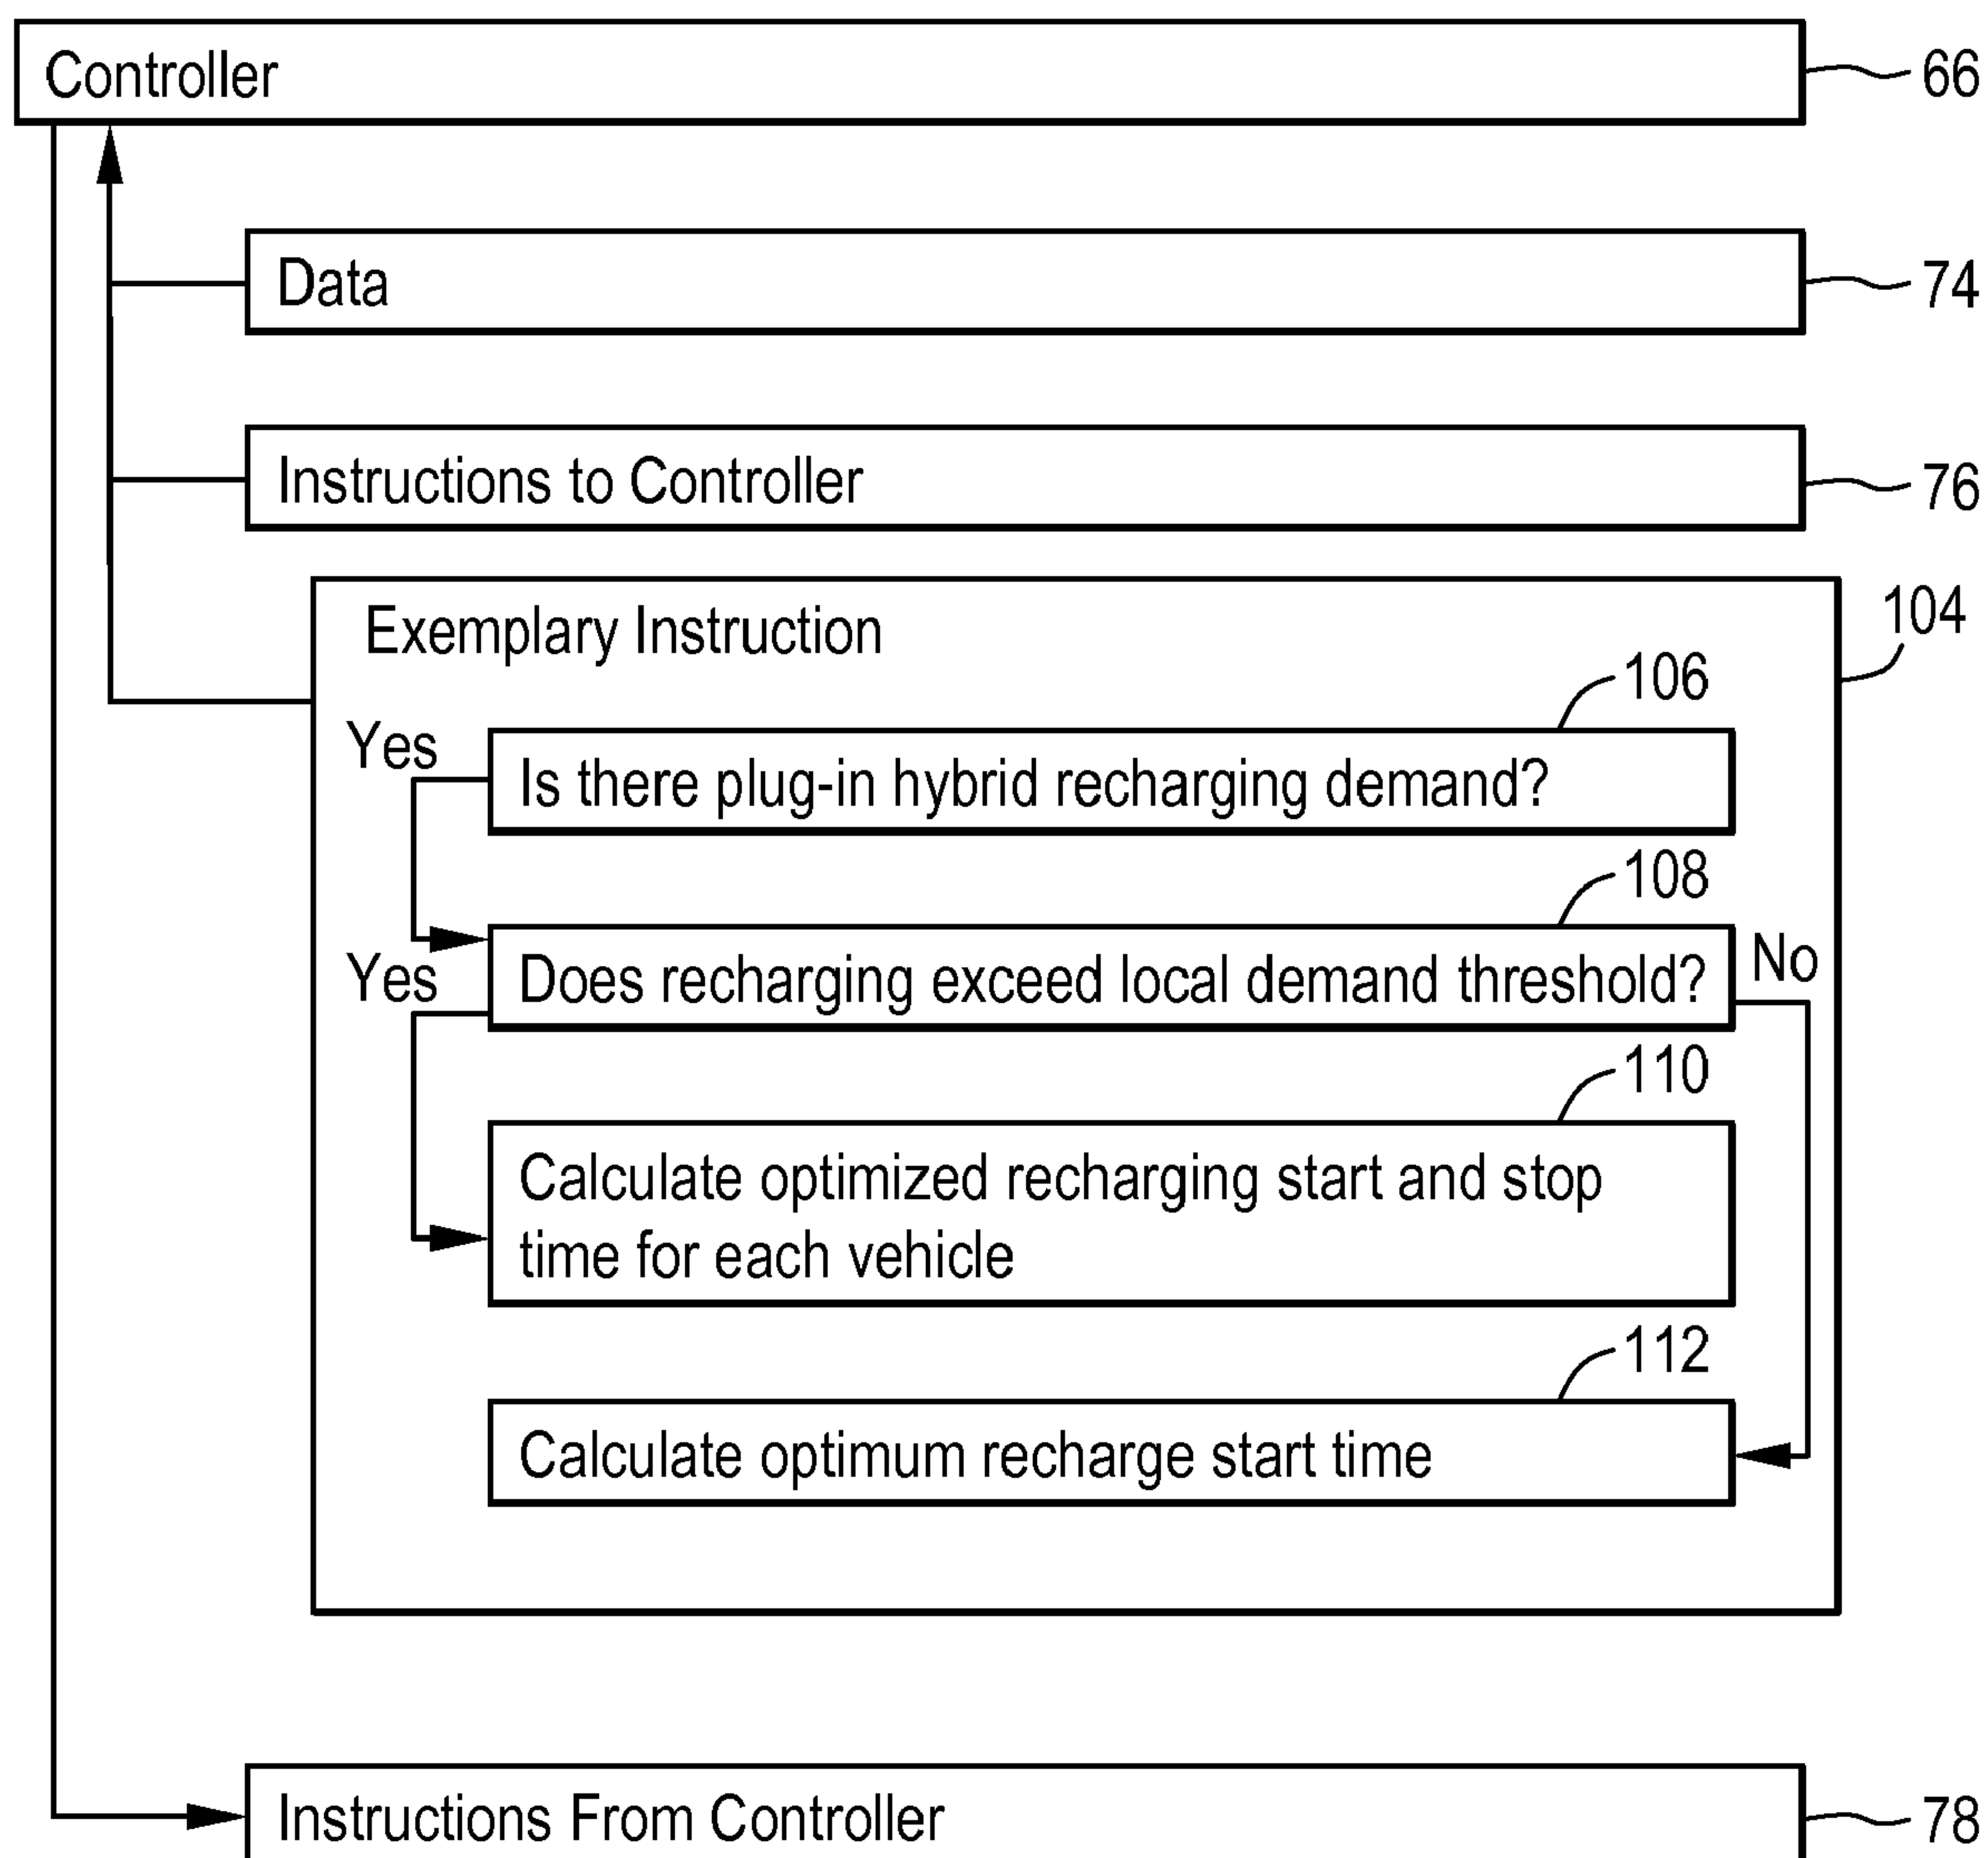 Controller
66
Data
74
Instructions to Controller
76
Exemplary Instruction
104
106
Yes
Is there plug-in hybrid recharging demand?
108
Yes
Does recharging exceed local demand threshold?
No
110
Calculate optimized recharging start and stop
time for each vehicle
112
Calculate optimum recharge start time
Instructions From Controller
78